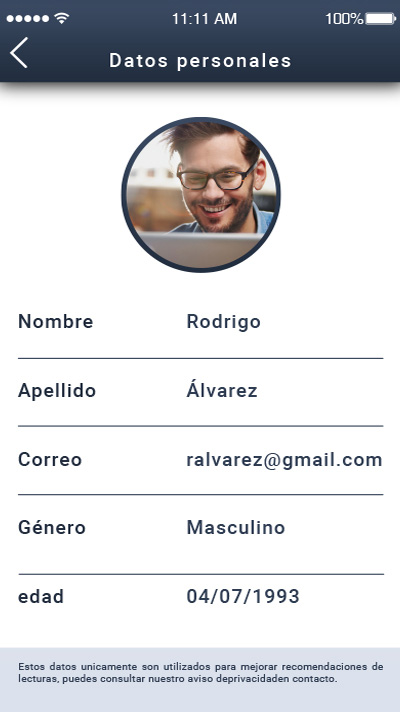 11:11 AM 100%
Datos personales
Nombre Rodrigo
Apellido Álvarez
Correo ralvarez@gmail.com
Género Masculino
edad 04/07/1993
Estos datos unicamente son utilizados para mejorar recomendaciones de
lecturas, puedes consultar nuestro aviso deprivacidaden contacto.